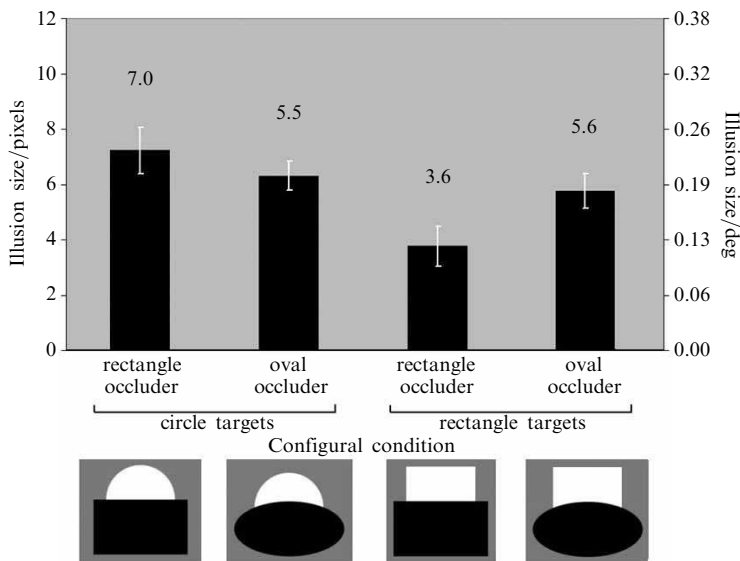 12
10
8
6
4
2
0
Illusion size/pixels
7.0
5.5
3.6
5.6
0.38
0.32
0.26
0.19
0.13
0.06
0.00
Illusion size/deg
rectangle occluder
oval occluder
rectangle occluder
oval occluder
circle targets
rectangle targets
Configural condition